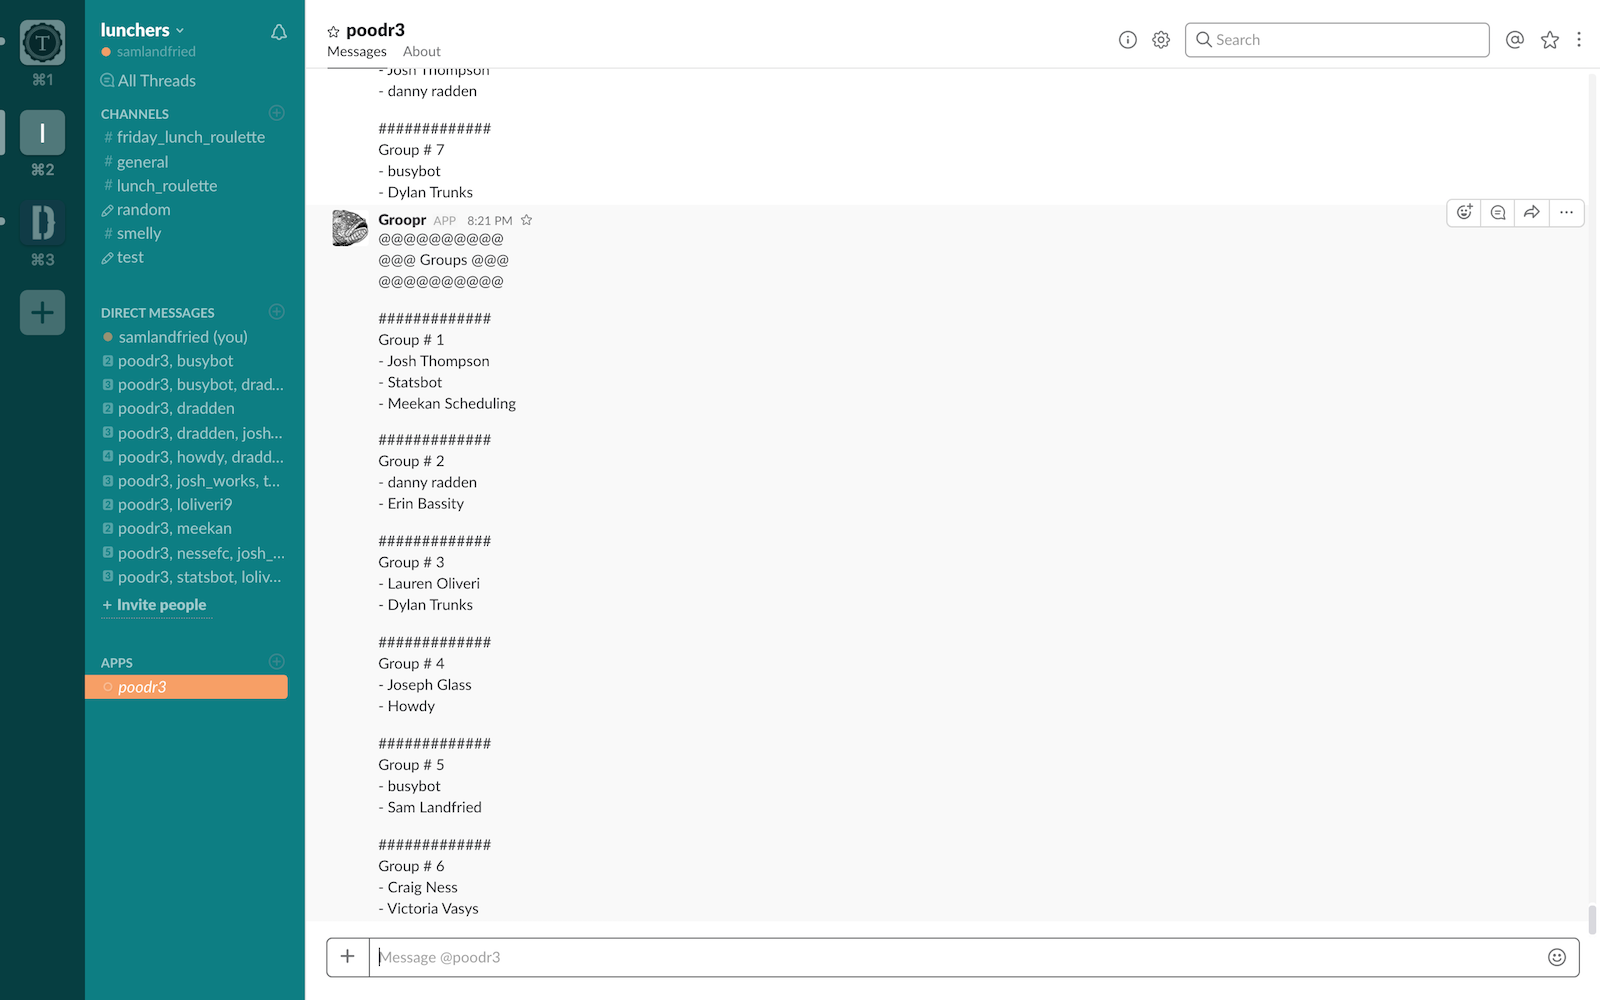 T
⌘1
I
⌘2
D
⌘3
lunchers
samlandfried
All Threads
CHANNELS
# friday_lunch_roulette
# general
# lunch_roulette
random
# smelly
test
DIRECT MESSAGES
samlandfried (you)
2 poodr3, busybot
3 poodr3, busybot, drad...
2 poodr3, dradden
3 poodr3, dradden, josh...
4 poodr3, howdy, dradd...
3 poodr3, josh_works, t...
2 poodr3, loliveri9
2 poodr3, meekan
5 poodr3, nessefc, josh_...
3 poodr3, statsbot, loliv...
+ Invite people
APPS
poodr3
poodr3
Messages About
Search
- Josh Thompson
- danny radden
#############
Group # 7
- busybot
- Dylan Trunks
Groopr APP 8:21 PM
@@@@@@@@@@
@@@ Groups @@@
@@@@@@@@@@
#############
Group # 1
- Josh Thompson
- Statsbot
- Meekan Scheduling
#############
Group # 2
- danny radden
- Erin Bassity
#############
Group # 3
- Lauren Oliveri
- Dylan Trunks
#############
Group # 4
- Joseph Glass
- Howdy
#############
Group # 5
- busybot
- Sam Landfried
#############
Group # 6
- Craig Ness
- Victoria Vasys
Message @poodr3